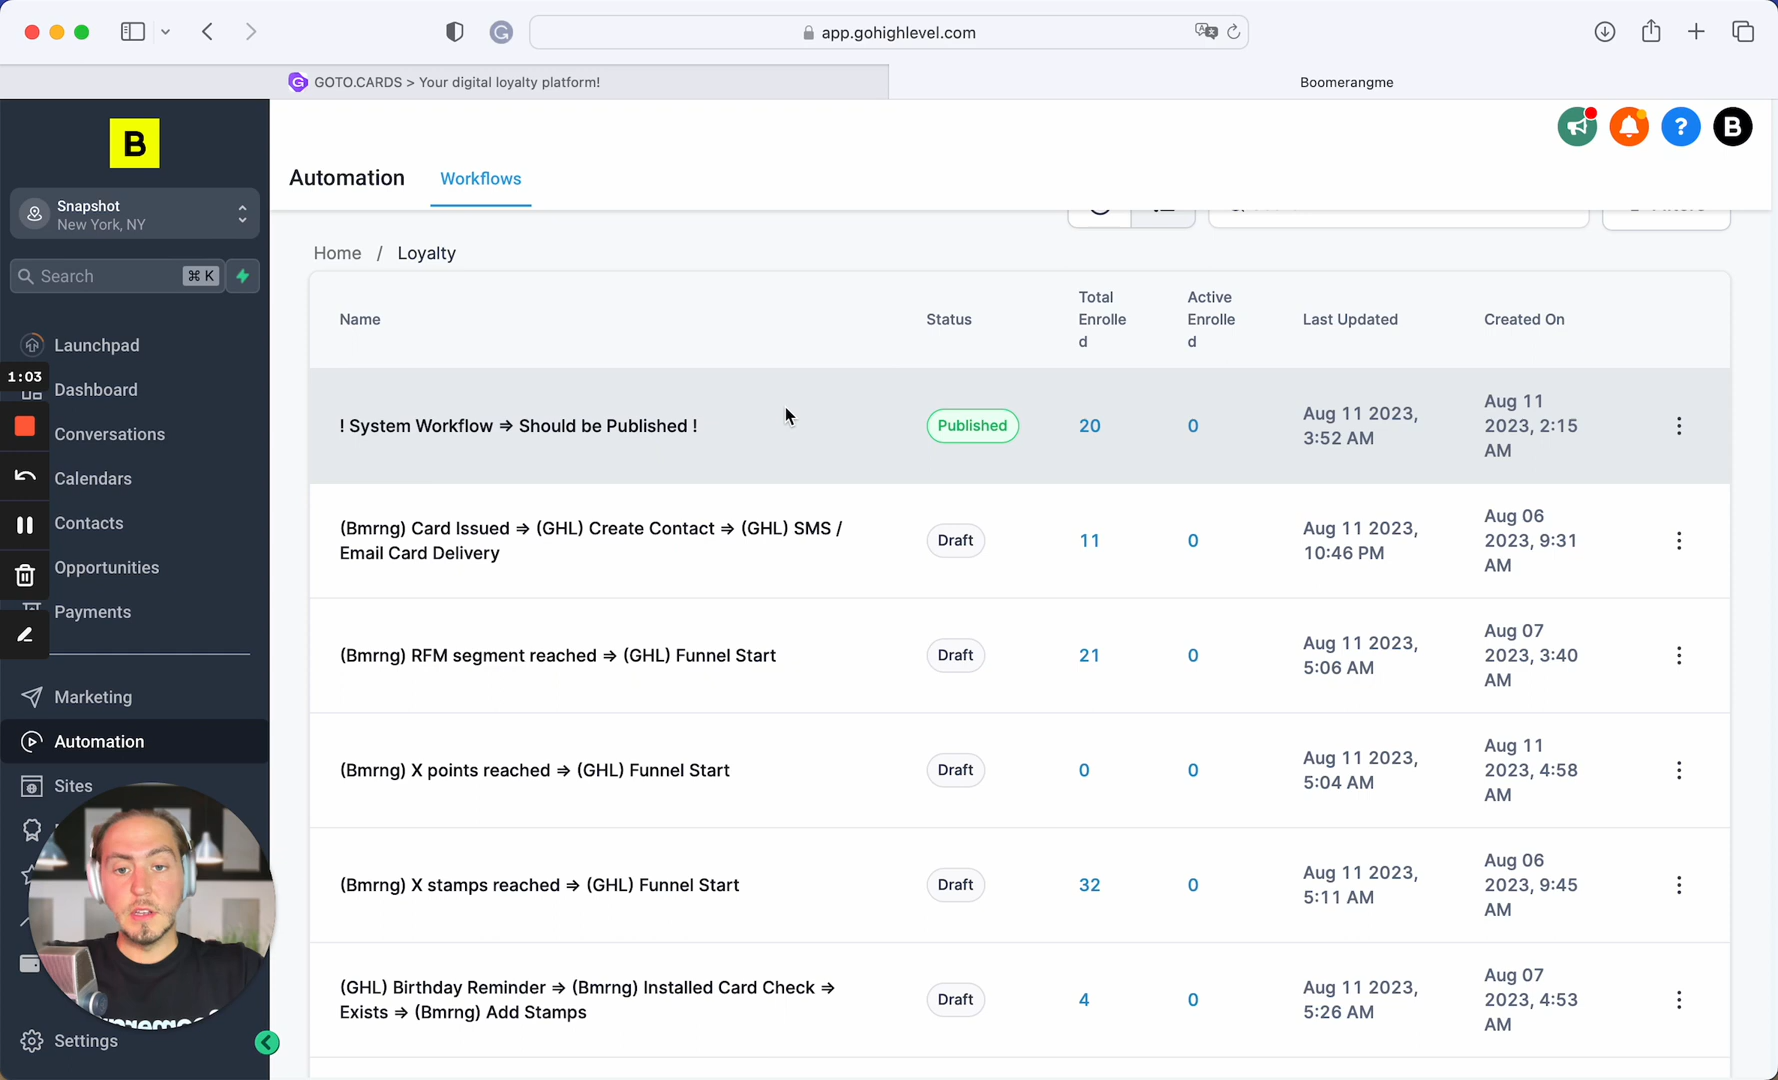 app.gohighlevel.com
GOTO.CARDS > Your digital loyalty platform!
Boomerangme
B
B
Automation
Workflows
Snapshot
New York, NY
Search
⌘ K
Launchpad
1:03
Dashboard
Conversations
Calendars
Contacts
Opportunities
Payments
Marketing
Automation
Sites
Settings
Home / Loyalty
Name
Status
Total
Enrolle
d
Active
Enrolle
d
Last Updated
Created On
! System Workflow ⇒ Should be Published !
Published
20
0
Aug 11 2023,
3:52 AM
Aug 11
2023, 2:15
AM
(Bmrng) Card Issued ⇒ (GHL) Create Contact ⇒ (GHL) SMS /
Email Card Delivery
Draft
11
0
Aug 11 2023,
10:46 PM
Aug 06
2023, 9:31
AM
(Bmrng) RFM segment reached ⇒ (GHL) Funnel Start
Draft
21
0
Aug 11 2023,
5:06 AM
Aug 07
2023, 3:40
AM
(Bmrng) X points reached ⇒ (GHL) Funnel Start
Draft
0
0
Aug 11 2023,
5:04 AM
Aug 11
2023, 4:58
AM
(Bmrng) X stamps reached ⇒ (GHL) Funnel Start
Draft
32
0
Aug 11 2023,
5:11 AM
Aug 06
2023, 9:45
AM
(GHL) Birthday Reminder ⇒ (Bmrng) Installed Card Check ⇒
Exists ⇒ (Bmrng) Add Stamps
Draft
4
0
Aug 11 2023,
5:26 AM
Aug 07
2023, 4:53
AM